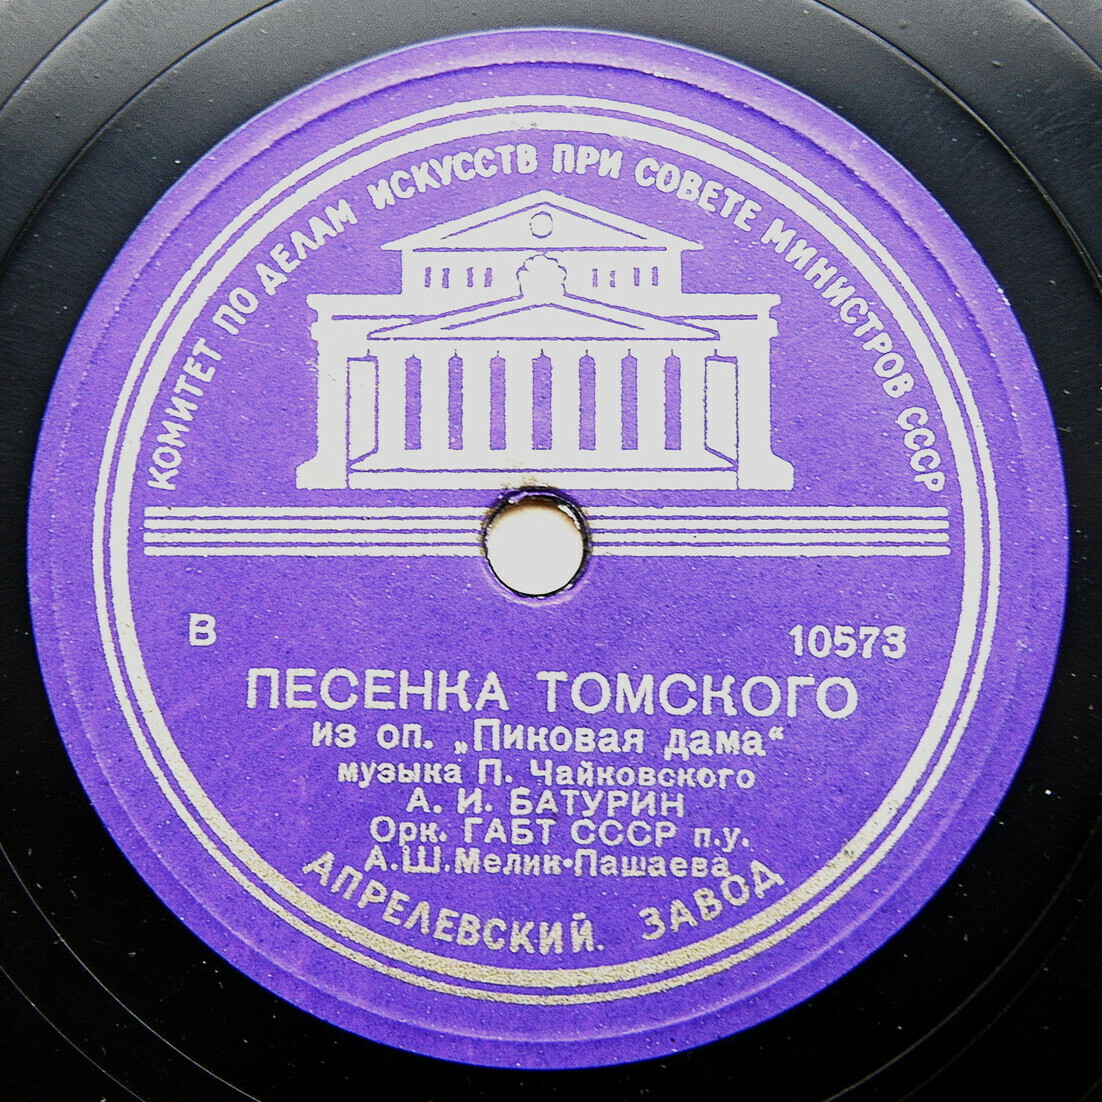 КОМИТЕТ ПО ДЕЛАМ ИСКУССТВ ПРИ СОВЕТЕ МИНИСТРОВ СССР
В 10573
ПЕСЕНКА ТОМСКОГО
из оп. „Пиковая дама“
музыка П. Чайковского
А. И. БАТУРИН
Орк. ГАБТ СССР п.у.
А.Ш.Мелик-Пашаева
АПРЕЛЕВСКИЙ ЗАВОД